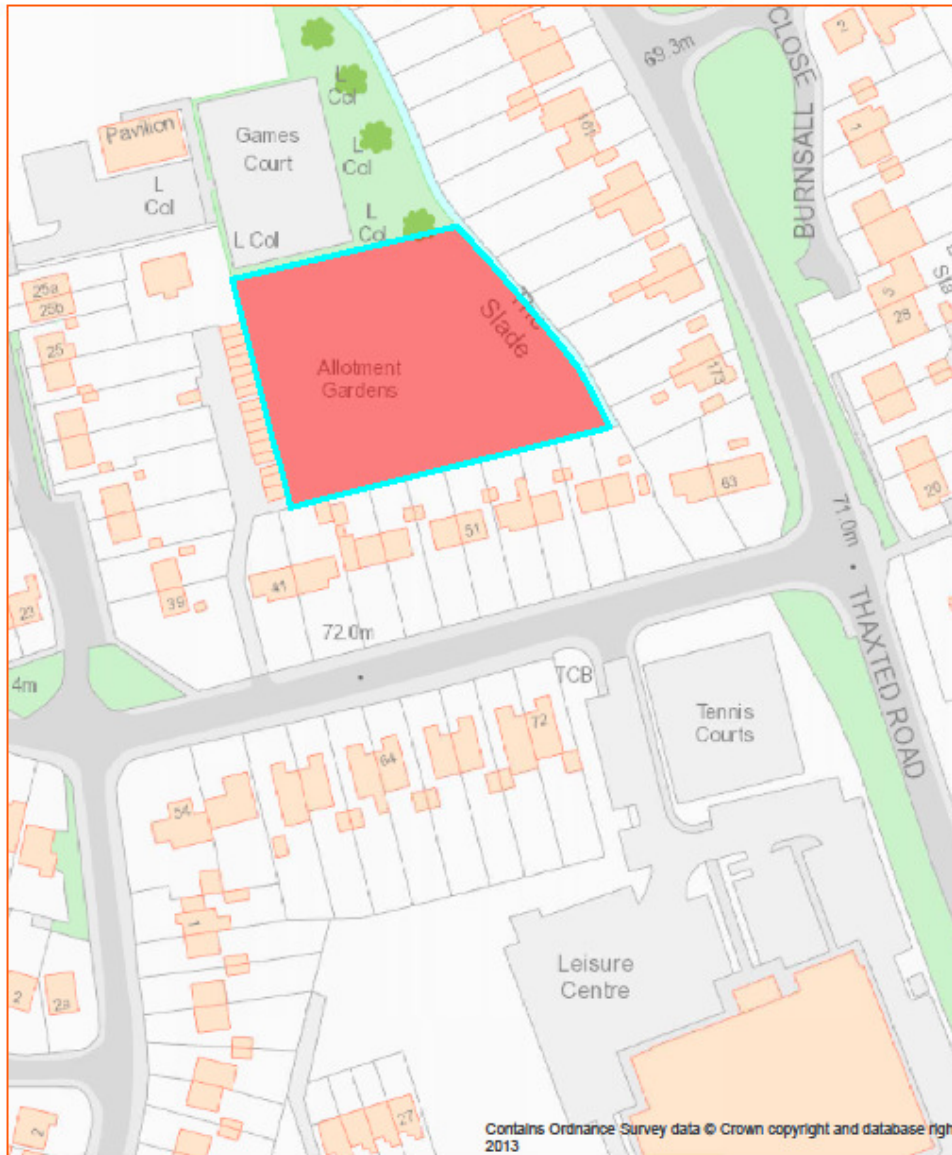 69.3m
CLOSE
BURNSALL
2
1
L
Col
Pavilion
Games
Court
L
Col
L
Col
L
Col
L Col
161
25a
25b
25
The
Slade
3
28
Allotment
Gardens
173
63
20
51
71.0m
41
39
23
72.0m
4m
TCB
THAXTED ROAD
Tennis
Courts
72
64
54
1
Leisure
Centre
2
2a
27
2
Contains Ordnance Survey data © Crown copyright and database righ
2013